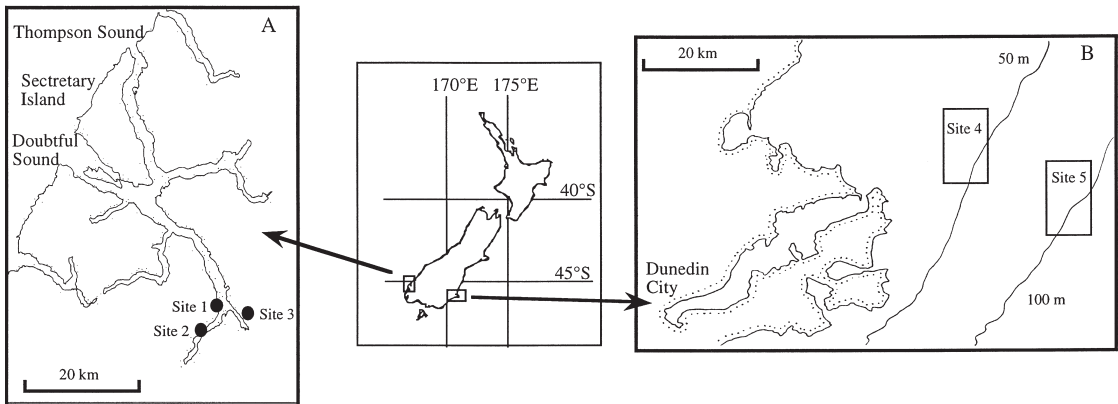 A
Thompson Sound
Sectretary
Island
Doubtful
Sound
Site 1
Site 2
Site 3
20 km
170°E
175°E
40°S
45°S
B
20 km
50 m
Site 4
Site 5
Dunedin
City
100 m